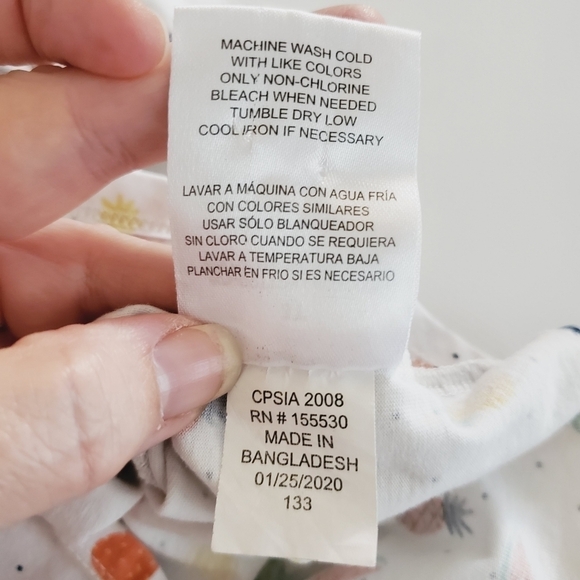 MACHINE WASH COLD
WITH LIKE COLORS
ONLY NON-CHLORINE
BLEACH WHEN NEEDED
TUMBLE DRY LOW
COOL IRON IF NECESSARY
LAVAR A MÁQUINA CON AGUA FRÍA
CON COLORES SIMILARES
USAR SÓLO BLANQUEADOR
SIN CLORO CUANDO SE REQUIERA
LAVAR A TEMPERATURA BAJA
PLANCHAR EN FRIO SI ES NECESARIO
CPSIA 2008
RN # 155530
MADE IN
BANGLADESH
01/25/2020
133